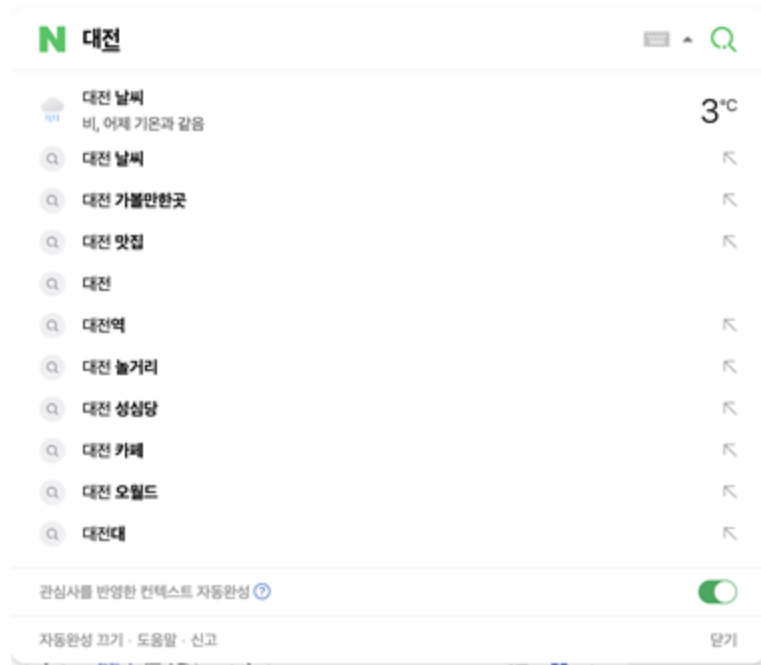 N 대전
대전 날씨
비, 어제 기온과 같음
3°C
대전 날씨
대전 가볼만한곳
대전 맛집
대전
대전역
대전 놀거리
대전 성심당
대전 카페
대전 오월드
대전대
관심사를 반영한 컨텍스트 자동완성 ?
자동완성 끄기 · 도움말 · 신고
닫기